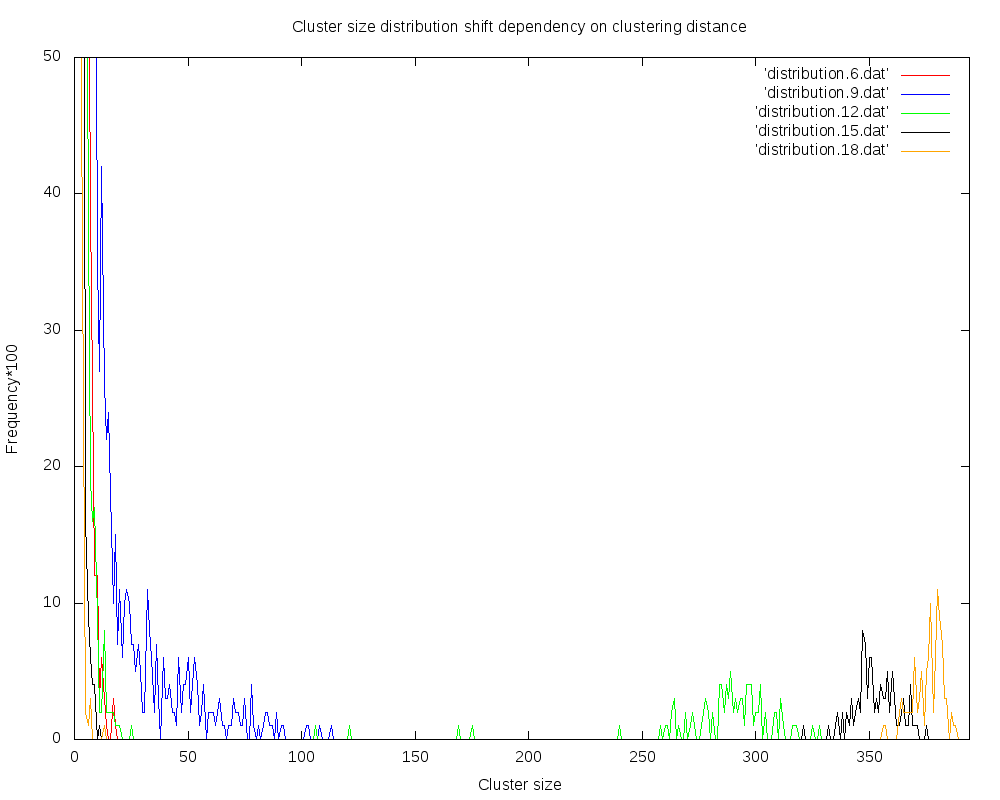 Cluster size distribution shift dependency on clustering distance
50
40
30
20
10
0
Frequency*100
'distribution.6.dat'
'distribution.9.dat'
'distribution.12.dat'
'distribution.15.dat'
'distribution.18.dat'
0 50 100 150 200 250 300 350
Cluster size